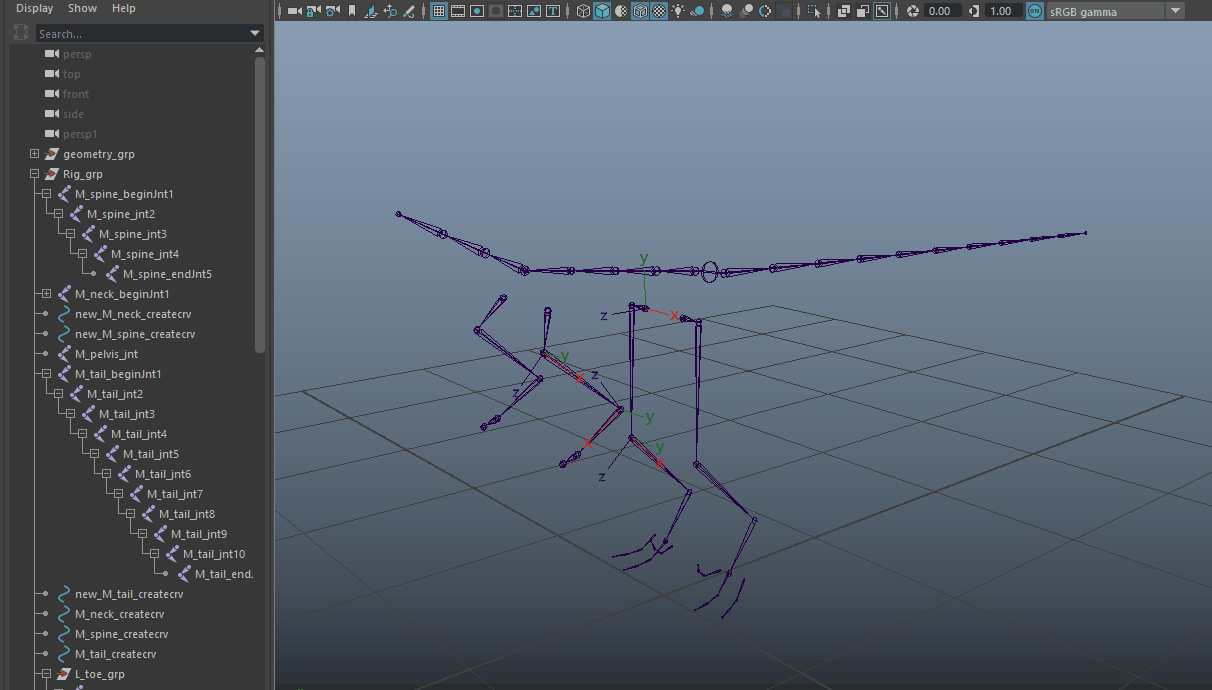 Display Show Help
0.00 1.00 ON sRGB gamma
Search...
persp
top
front
side
persp1
geometry_grp
Rig_grp
M_spine_beginJnt1
M_spine_jnt2
M_spine_jnt3
M_spine_jnt4
M_spine_endJnt5
M_neck_beginJnt1
new_M_neck_createcrv
new_M_spine_createcrv
M_pelvis_jnt
M_tail_beginJnt1
M_tail_jnt2
M_tail_jnt3
M_tail_jnt4
M_tail_jnt5
M_tail_jnt6
M_tail_jnt7
M_tail_jnt8
M_tail_jnt9
M_tail_jnt10
M_tail_end.
new_M_tail_createcrv
M_neck_createcrv
M_spine_createcrv
M_tail_createcrv
L_toe_grp
y
z x
y
z x
z
y
x
y
x
z